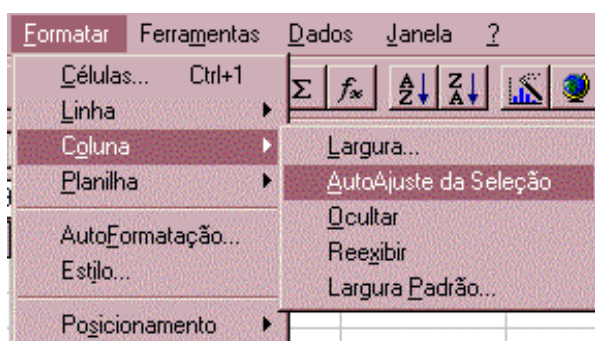 Formatar Ferramentas Dados Janela ?
Células... Ctrl+1
Linha
Coluna
Planilha
AutoFormatação...
Estilo...
Posicionamento
Σ fx A Z Z A
Largura...
AutoAjuste da Seleção
Ocultar
Reexibir
Largura Padrão...